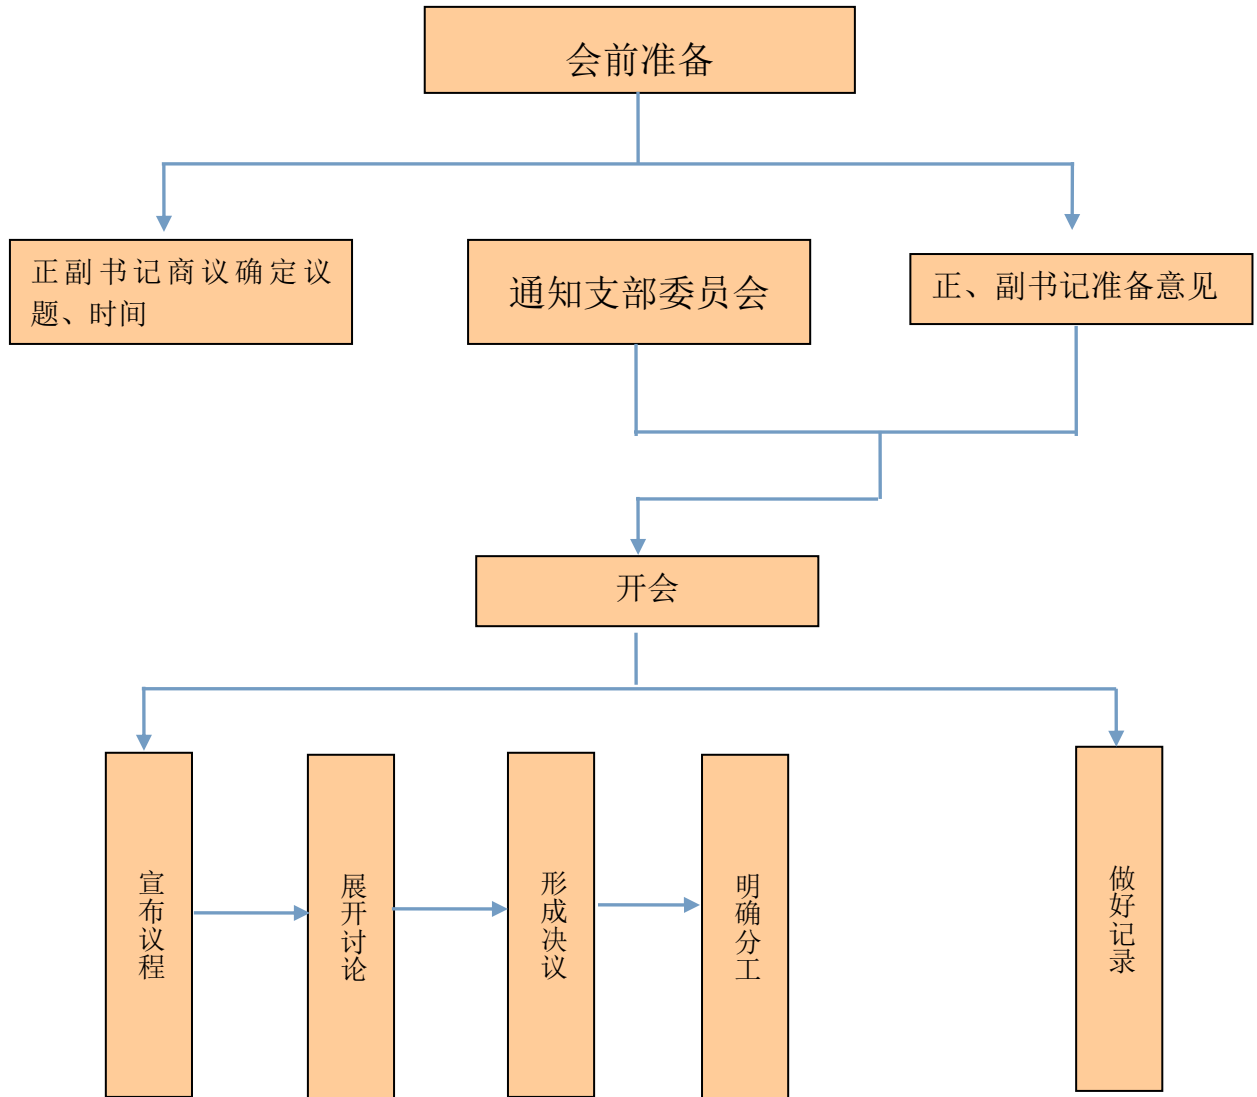 会前准备
正副书记商议确定议
题、时间
通知支部委员会
正、副书记准备意见
开会
宣布议程
展开讨论
形成决议
明确分工
做好记录